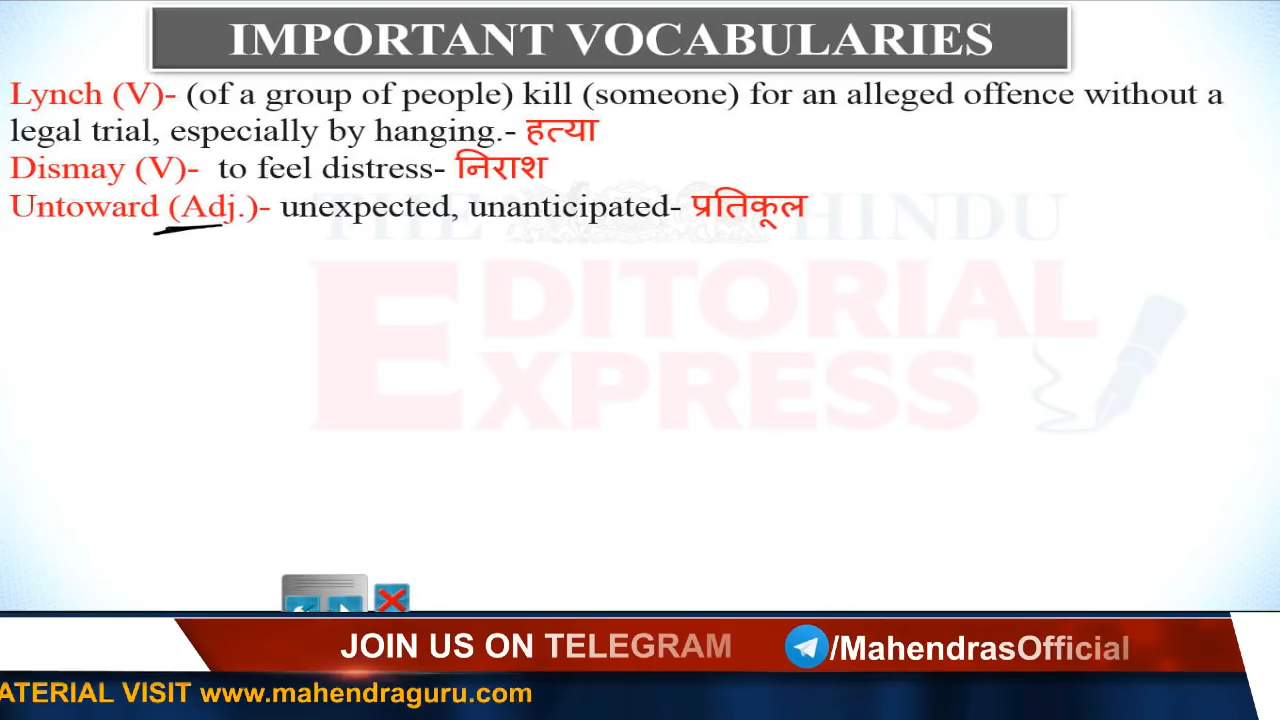 IMPORTANT VOCABULARIES
Lynch (V)- (of a group of people) kill (someone) for an alleged offence without a
legal trial, especially by hanging.- हत्या
Dismay (V)- to feel distress- निराश
Untoward (Adj.)- unexpected, unanticipated- प्रतिकूल
THE HINDU
EDITORIAL
EXPRESS
JOIN US ON TELEGRAM /MahendrasOfficial
ATERIAL VISIT www.mahendraguru.com